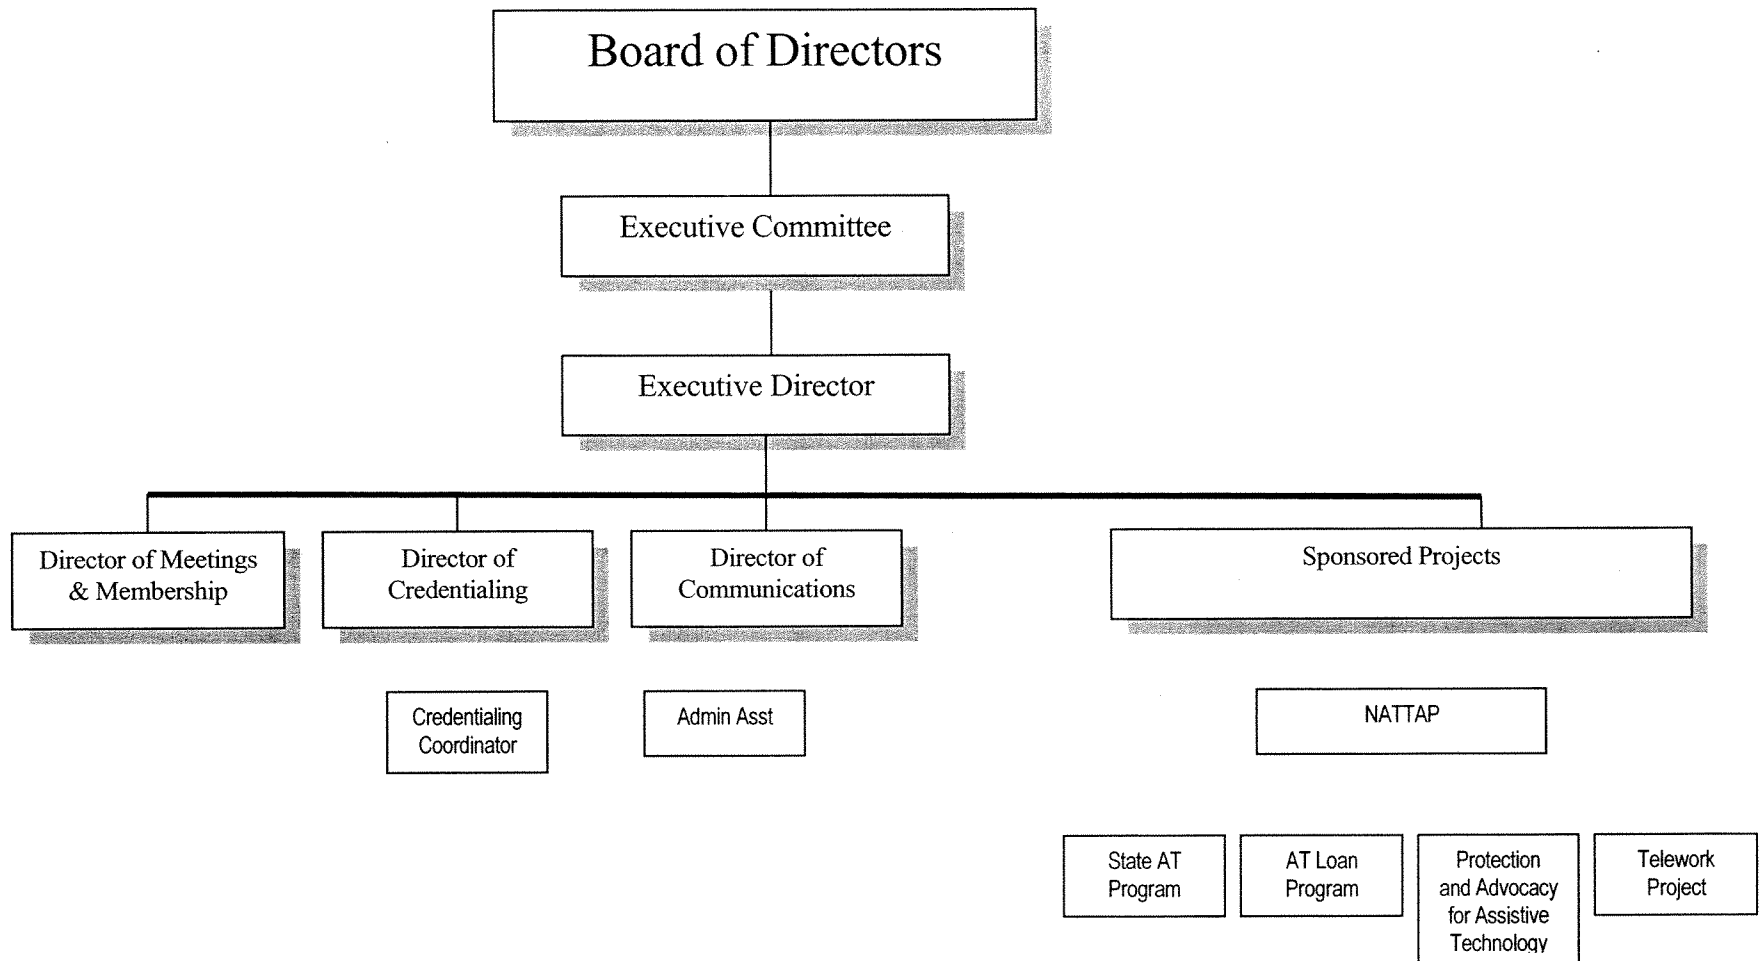 Board of Directors
Executive Committee
Executive Director
Director of Meetings
& Membership
Director of
Credentialing
Director of
Communications
Sponsored Projects
Credentialing
Coordinator
Admin Asst
NATTAP
State AT
Program
AT Loan
Program
Protection
and Advocacy
for Assistive
Technology
Telework
Project